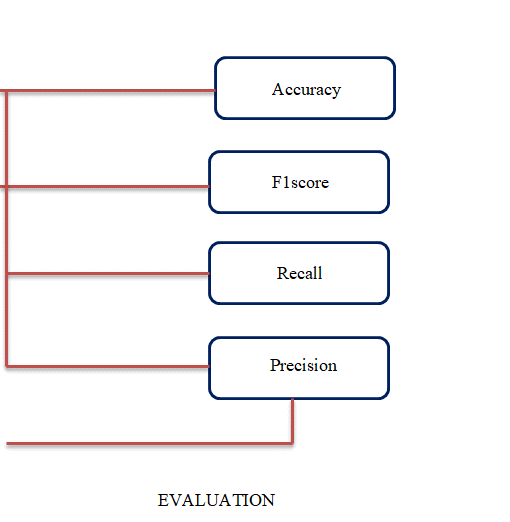 Accuracy
F1score
Recall
Precision
EVALUATION